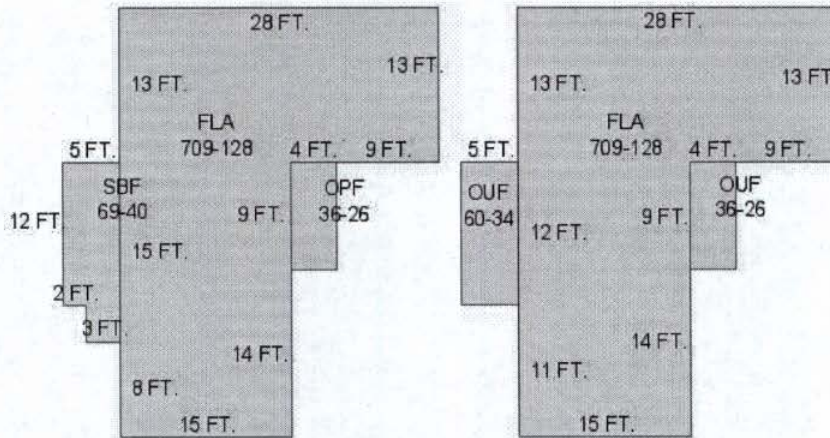 28 FT.
13 FT.
13 FT.
FLA
709-128
5 FT.
4 FT.
9 FT.
SBF
69-40
OPF
36-26
12 FT.
9 FT.
15 FT.
2 FT.
3 FT.
14 FT.
8 FT.
15 FT.
28 FT.
13 FT.
13 FT.
FLA
709-128
5 FT.
4 FT.
9 FT.
OUF
60-34
OUF
36-26
9 FT.
12 FT.
14 FT.
11 FT.
15 FT.